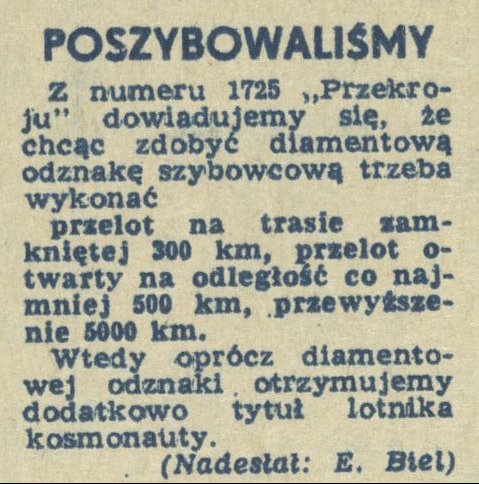 POSZYBOWALIŚMY
Z numeru 1725 „Przekro-
ju” dowiadujemy się, że
chcąc zdobyć diamentową
odznakę szybowcową trzeba
wykonać
przelot na trasie zam-
kniętej 300 km, przelot o-
twarty na odległość co naj-
mniej 500 km, przewyższe-
nie 5000 km.
Wtedy oprócz diamento-
wej odznaki otrzymujemy
dodatkowo tytuł lotnika
kosmonauty.
(Nadesłał: E. Biel)